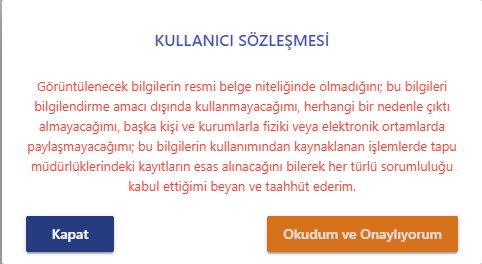 KULLANICI SÖZLEŞMESİ
Görüntülenecek bilgilerin resmi belge niteliğinde olmadığını; bu bilgileri
bilgilendirme amacı dışında kullanmayacağımı, herhangi bir nedenle çıktı
almayacağımı, başka kişi ve kurumlarla fiziki veya elektronik ortamlarda
paylaşmayacağımı; bu bilgilerin kullanımından kaynaklanan işlemlerde tapu
müdürlüklerindeki kayıtların esas alınacağını bilerek her türlü sorumluluğu
kabul ettiğimi beyan ve taahhüt ederim.
Kapat
Okudum ve Onaylıyorum